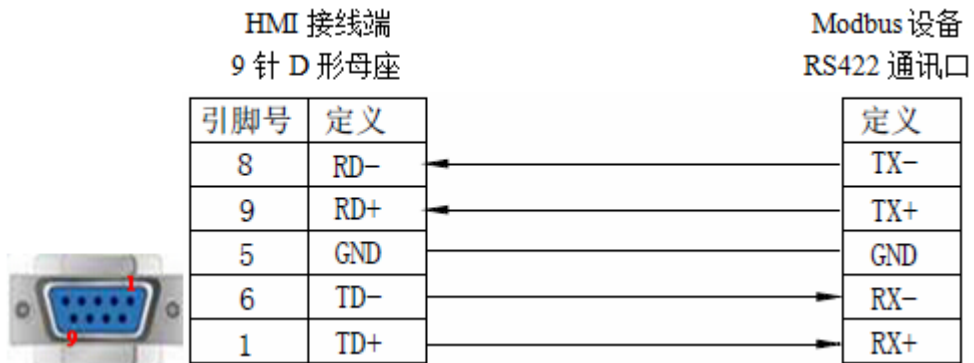 HMI 接线端 Modbus 设备
9 针 D 形母座 RS422 通讯口
引脚号 定义 定义
8 RD- TX-
9 RD+ TX+
5 GND GND
1
6 TD- RX-
9
1 TD+ RX+